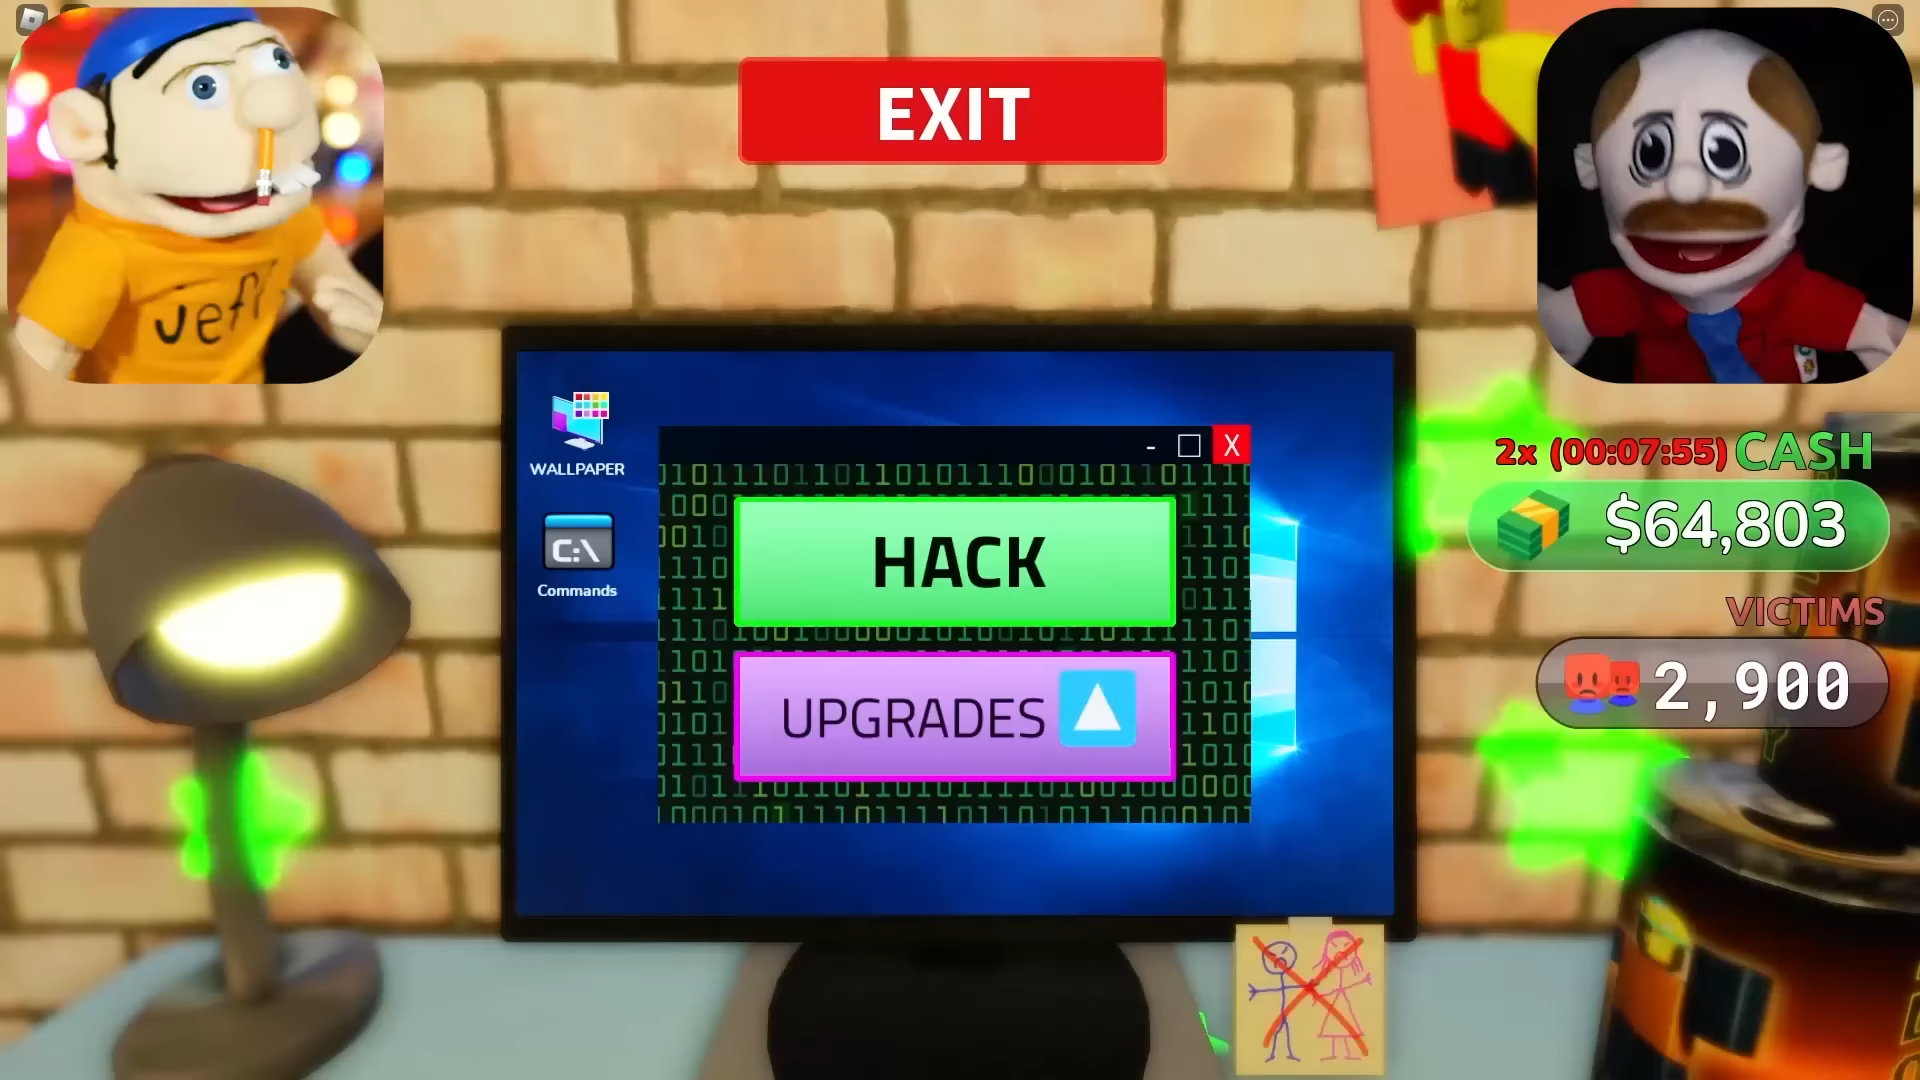 EXIT
Jeff
WALLPAPER
- X
C:\
Commands
HACK
UPGRADES
2x (00:07:55) CASH
$64,803
VICTIMS
2,900